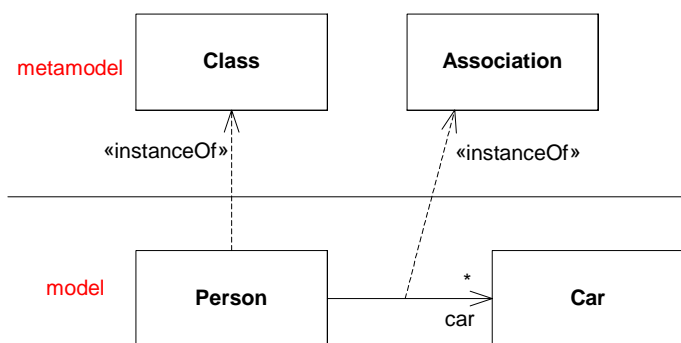 metamodel
Class
Association
«instanceOf»
«instanceOf»
model
Person
*
car
Car